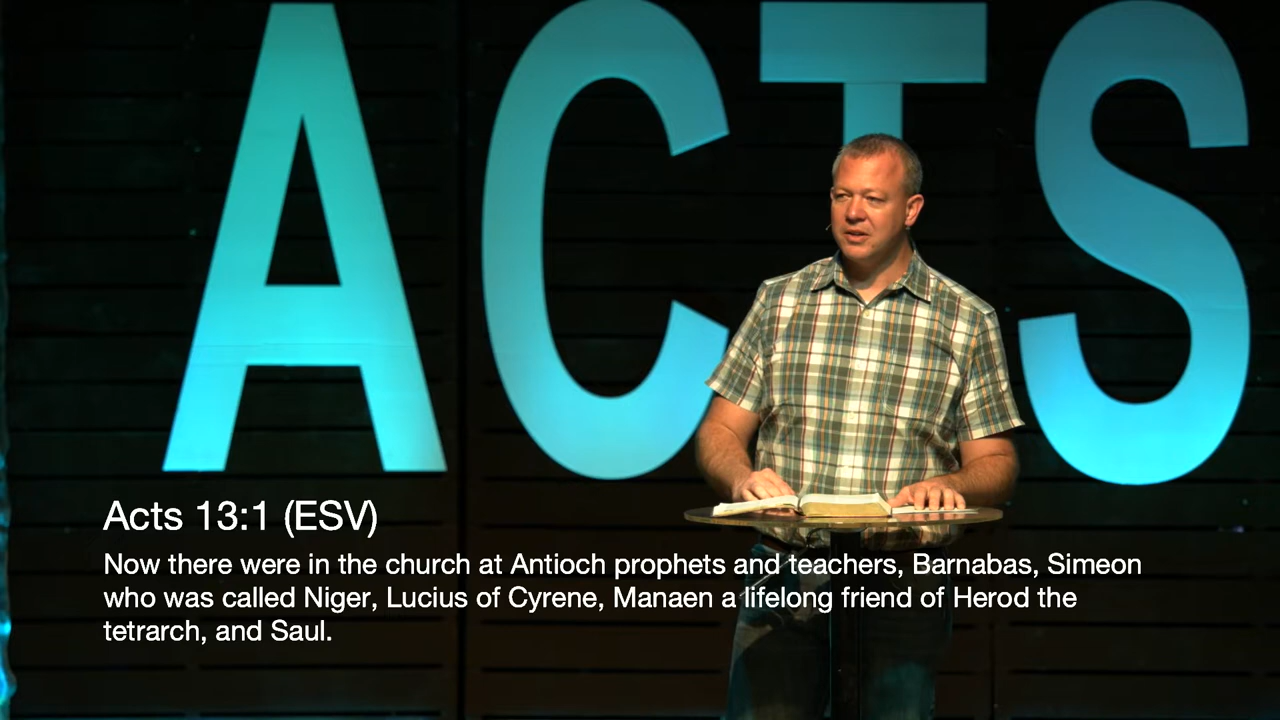 ACTS
Acts 13:1 (ESV)
Now there were in the church at Antioch prophets and teachers, Barnabas, Simeon
who was called Niger, Lucius of Cyrene, Manaen a lifelong friend of Herod the
tetrarch, and Saul.